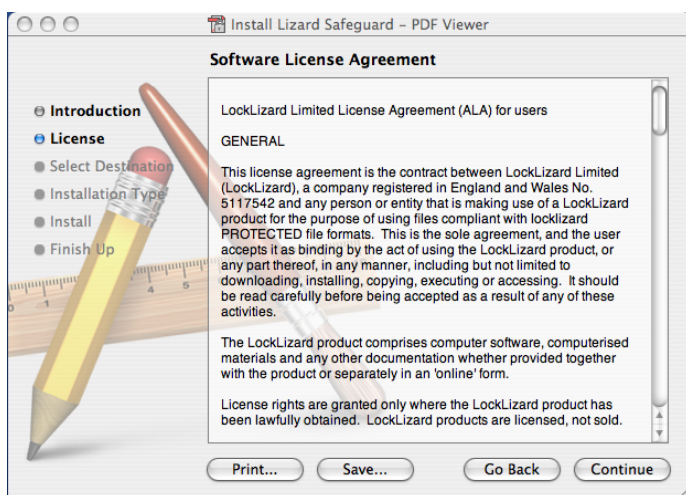 Install Lizard Safeguard – PDF Viewer
Software License Agreement
Introduction
License
Select Destination
Installation Type
Install
Finish Up
LockLizard Limited License Agreement (ALA) for users
GENERAL
This license agreement is the contract between LockLizard Limited
(LockLizard), a company registered in England and Wales No.
5117542 and any person or entity that is making use of a LockLizard
product for the purpose of using files compliant with locklizard
PROTECTED file formats.  This is the sole agreement, and the user
accepts it as binding by the act of using the LockLizard product, or
any part thereof, in any manner, including but not limited to
downloading, installing, copying, executing or accessing.  It should
be read carefully before being accepted as a result of any of these
activities.
The LockLizard product comprises computer software, computerised
materials and any other documentation whether provided together
with the product or separately in an 'online' form.
License rights are granted only where the LockLizard product has
been lawfully obtained.  LockLizard products are licensed, not sold.
0 1 4 5
Print... Save... Go Back Continue